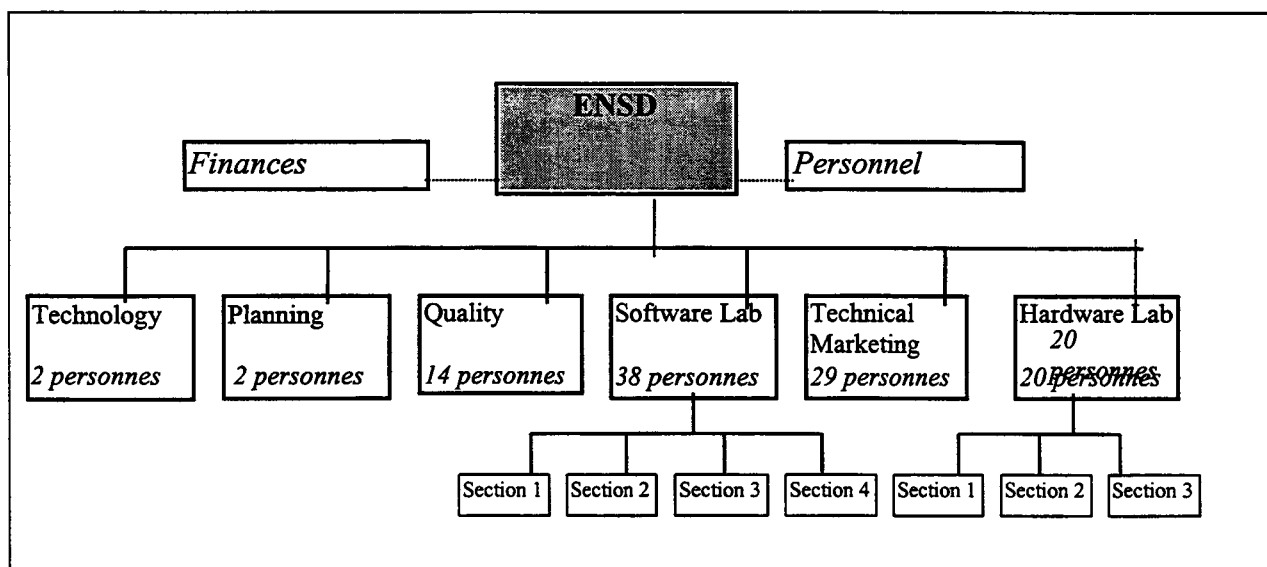 ENSD
Finances
Personnel
Technology
2 personnes
Planning
2 personnes
Quality
14 personnes
Software Lab
38 personnes
Technical
Marketing
29 personnes
Hardware Lab
20
personnes
20 personnes
Section 1
Section 2
Section 3
Section 4
Section 1
Section 2
Section 3